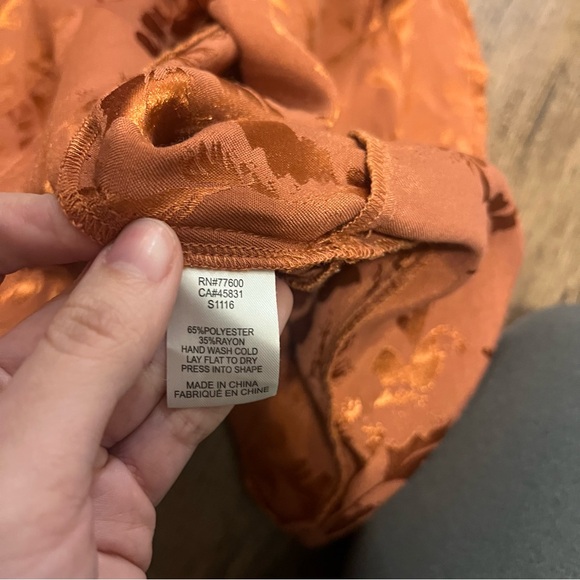 RN#77600
CA#45831
S1116
65%POLYESTER
35%RAYON
HAND WASH COLD
LAY FLAT TO DRY
PRESS INTO SHAPE
MADE IN CHINA
FABRIQUÉ EN CHINE